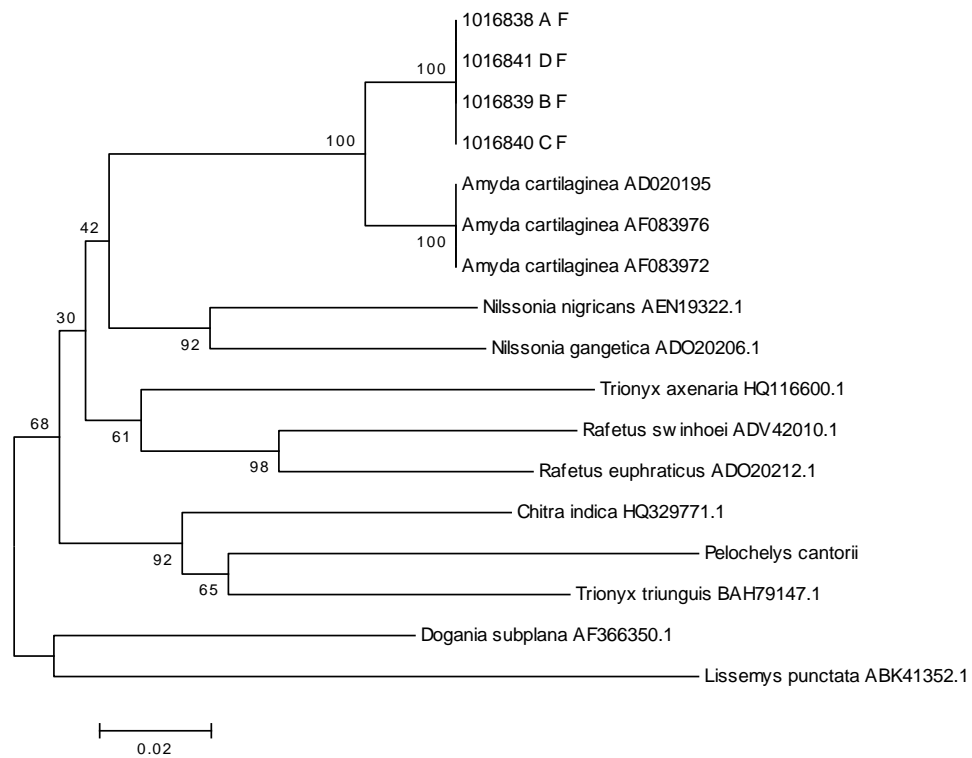 1016838 A F
1016841 D F
100
1016839 B F
1016840 C F
100
Amyda cartilaginea AD020195
Amyda cartilaginea AF083976
100
Amyda cartilaginea AF083972
42
Nilssonia nigricans AEN19322.1
30
92
Nilssonia gangetica ADO20206.1
Trionyx axenaria HQ116600.1
68
61
Rafetus swinhoei ADV42010.1
98
Rafetus euphraticus ADO20212.1
Chitra indica HQ329771.1
92
Pelochelys cantorii
65
Trionyx triunguis BAH79147.1
Dogania subplana AF366350.1
Lissemys punctata ABK41352.1
0.02